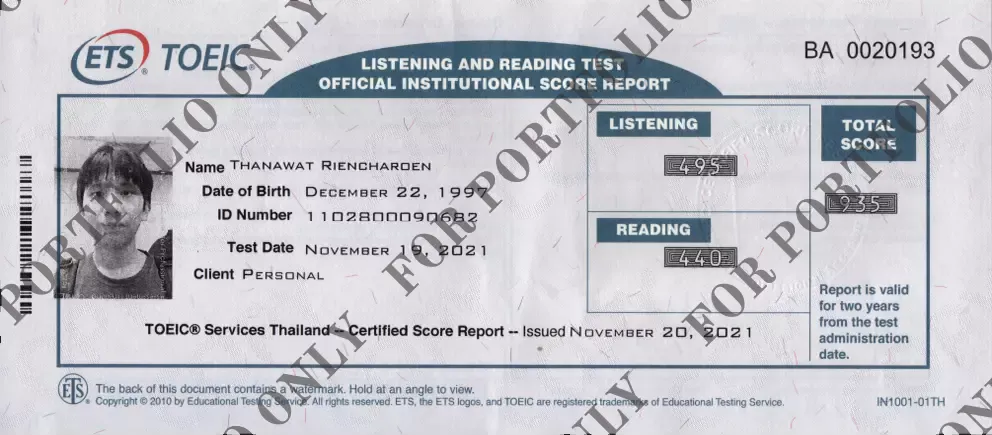 ETS® TOEIC®
LISTENING AND READING TEST
OFFICIAL INSTITUTIONAL SCORE REPORT
BA 0020193
Name THANAWAT RIENCHAROEN
Date of Birth DECEMBER 22, 1997
ID Number 1102800090682
Test Date NOVEMBER 19, 2021
Client PERSONAL
LISTENING
495
READING
440
TOTAL
SCORE
935
Report is valid
for two years
from the test
administration
date.
TOEIC® Services Thailand -- Certified Score Report -- Issued NOVEMBER 20, 2021
ETS® The back of this document contains a watermark. Hold at an angle to view.
Copyright © 2010 by Educational Testing Service. All rights reserved. ETS, the ETS logos, and TOEIC are registered trademarks of Educational Testing Service.
IN1001-01TH
PORTFOLIO ONLY
FOR PORTFOLIO ONLY
FOR PORTFOLIO